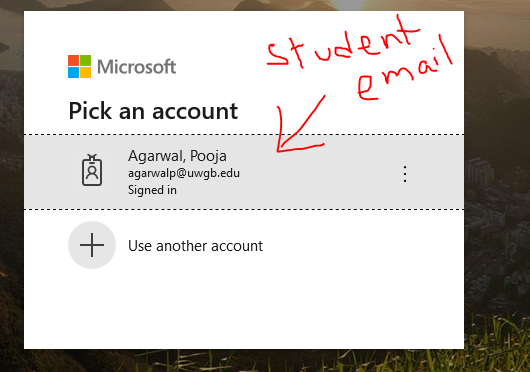 student
email
Microsoft
Pick an account
Agarwal, Pooja
agarwalp@uwgb.edu
Signed in
Use another account